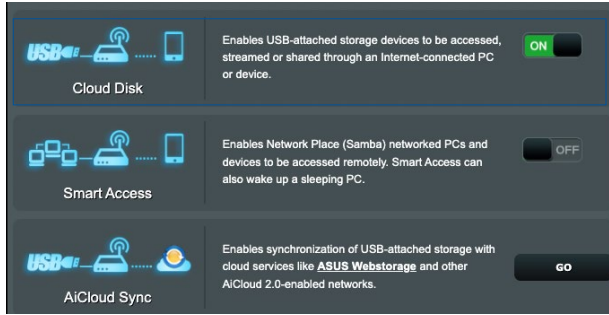 USB
Cloud Disk
Enables USB-attached storage devices to be accessed,
streamed or shared through an Internet-connected PC
or device.
ON
Smart Access
Enables Network Place (Samba) networked PCs and
devices to be accessed remotely. Smart Access can
also wake up a sleeping PC.
OFF
USB
AiCloud Sync
Enables synchronization of USB-attached storage with
cloud services like ASUS Webstorage and other
AiCloud 2.0-enabled networks.
GO